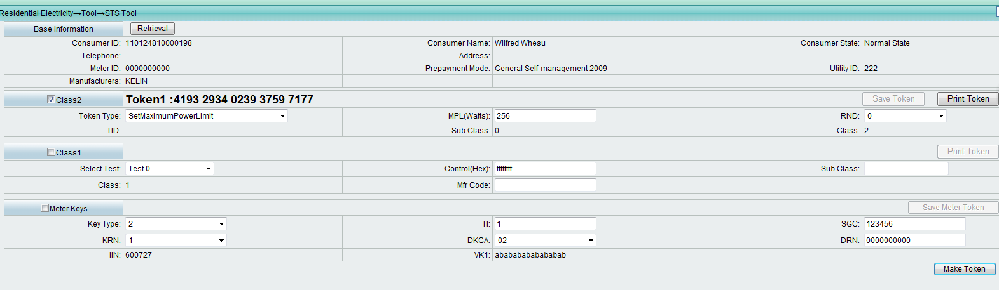 Residential Electricity→Tool→STS Tool
Base Information Retrieval
Consumer ID: 110124810000198 Consumer Name: Wilfred Whesu Consumer State: Normal State
Telephone: Address:
Meter ID: 0000000000 Prepayment Mode: General Self-management 2009 Utility ID: 222
Manufacturers: KELIN
Class2 Token1 :4193 2934 0239 3759 7177 Save Token Print Token
Token Type: SetMaximumPowerLimit MPL(Watts): 256 RND: 0
TID: Sub Class: 0 Class: 2
Class1 Print Token
Select Test: Test 0 Control(Hex): ffffffff Sub Class:
Class: 1 Mfr Code:
Meter Keys Save Meter Token
Key Type: 2 TI: 1 SGC: 123456
KRN: 1 DKGA: 02 DRN: 0000000000
IIN: 600727 VK1: abababababababab
Make Token